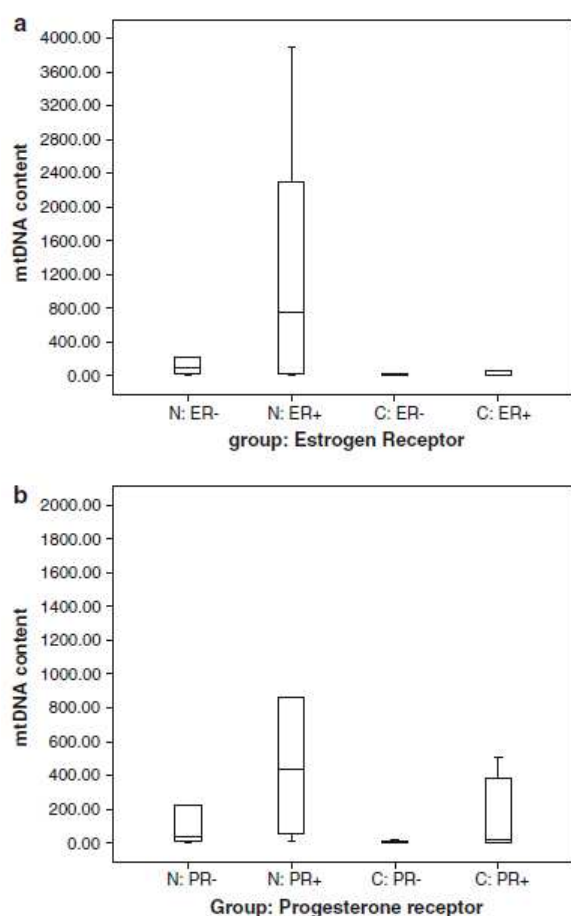 a
mtDNA content
4000.00
3600.00
3200.00
2800.00
2400.00
2000.00
1600.00
1200.00
800.00
400.00
0.00
N: ER- N: ER+ C: ER- C: ER+
group: Estrogen Receptor
b
mtDNA content
2000.00
1800.00
1600.00
1400.00
1200.00
1000.00
800.00
600.00
400.00
200.00
0.00
N: PR- N: PR+ C: PR- C: PR+
Group: Progesterone receptor